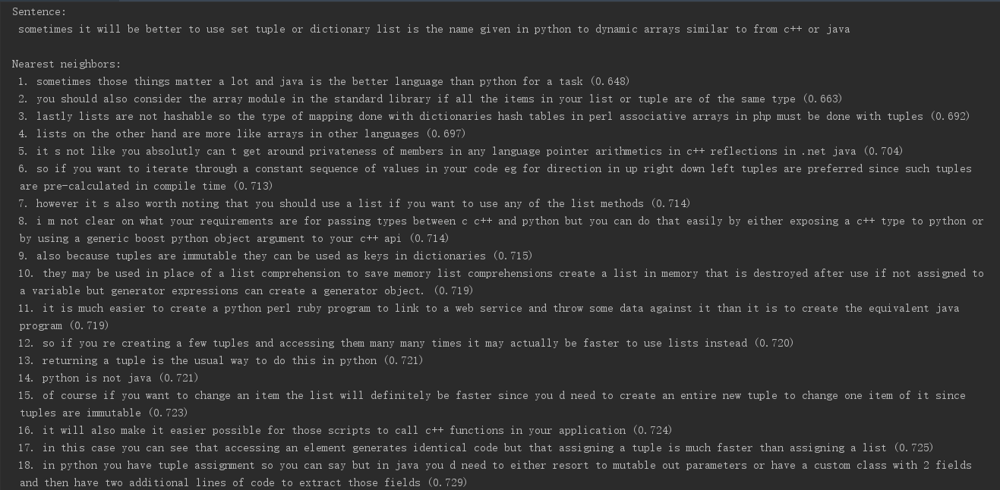 Sentence:
sometimes it will be better to use set tuple or dictionary list is the name given in python to dynamic arrays similar to from c++ or java
Nearest neighbors:
1. sometimes those things matter a lot and java is the better language than python for a task (0.648)
2. you should also consider the array module in the standard library if all the items in your list or tuple are of the same type (0.663)
3. lastly lists are not hashable so the type of mapping done with dictionaries hash tables in perl associative arrays in php must be done with tuples (0.692)
4. lists on the other hand are more like arrays in other languages (0.697)
5. it s not like you absolutly can t get around privateness of members in any language pointer arithmetics in c++ reflections in .net java (0.704)
6. so if you want to iterate through a constant sequence of values in your code eg for direction in up right down left tuples are preferred since such tuples
are pre-calculated in compile time (0.713)
7. however it s also worth noting that you should use a list if you want to use any of the list methods (0.714)
8. i m not clear on what your requirements are for passing types between c c++ and python but you can do that easily by either exposing a c++ type to python or
by using a generic boost python object argument to your c++ api (0.714)
9. also because tuples are immutable they can be used as keys in dictionaries (0.715)
10. they may be used in place of a list comprehension to save memory list comprehensions create a list in memory that is destroyed after use if not assigned to
a variable but generator expressions can create a generator object. (0.719)
11. it is much easier to create a python perl ruby program to link to a web service and throw some data against it than it is to create the equivalent java
program (0.719)
12. so if you re creating a few tuples and accessing them many many times it may actually be faster to use lists instead (0.720)
13. returning a tuple is the usual way to do this in python (0.721)
14. python is not java (0.721)
15. of course if you want to change an item the list will definitely be faster since you d need to create an entire new tuple to change one item of it since
tuples are immutable (0.723)
16. it will also make it easier possible for those scripts to call c++ functions in your application (0.724)
17. in this case you can see that accessing an element generates identical code but that assigning a tuple is much faster than assigning a list (0.725)
18. in python you have tuple assignment so you can say but in java you d need to either resort to mutable out parameters or have a custom class with 2 fields
and then have two additional lines of code to extract those fields (0.729)